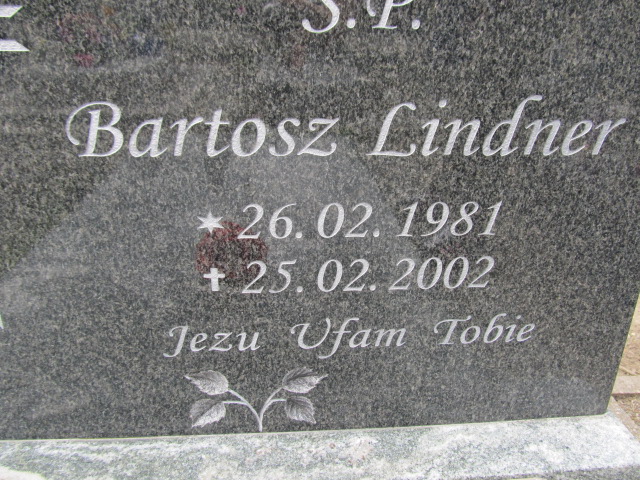 Ś.P.
Bartosz Lindner
26.02.1981
25.02.2002
Jezu Ufam Tobie